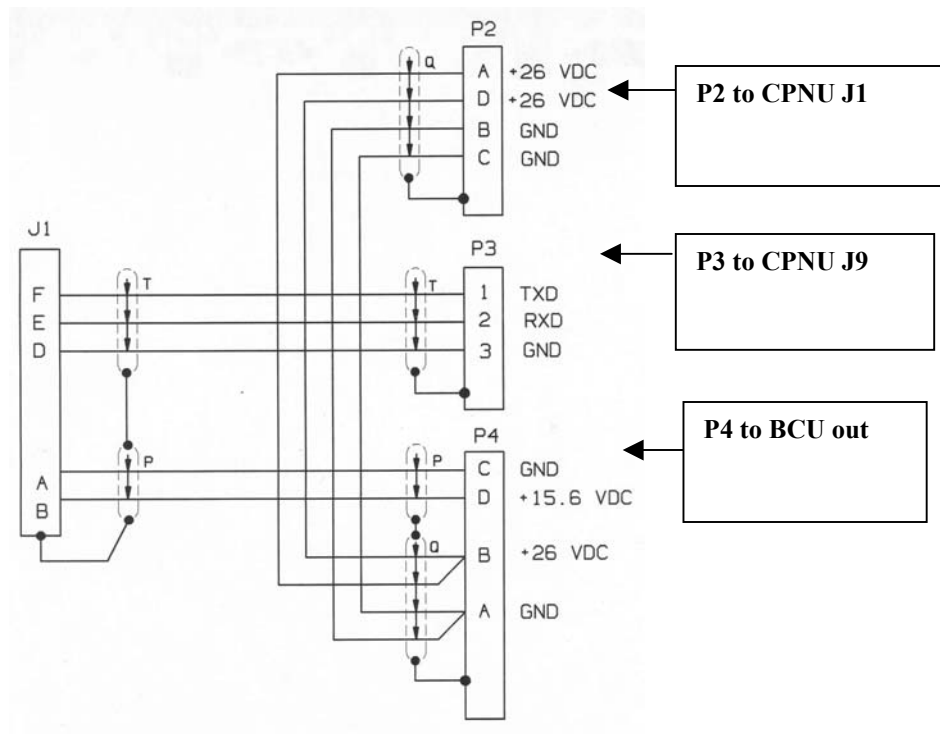 P2
Q
A +26 VDC
D +26 VDC
B GND
C GND
P2 to CPNU J1
J1
P3
P3 to CPNU J9
F T T 1 TXD
E 2 RXD
D 3 GND
P4
P4 to BCU out
A P P C GND
B D +15.6 VDC
Q
B +26 VDC
A GND